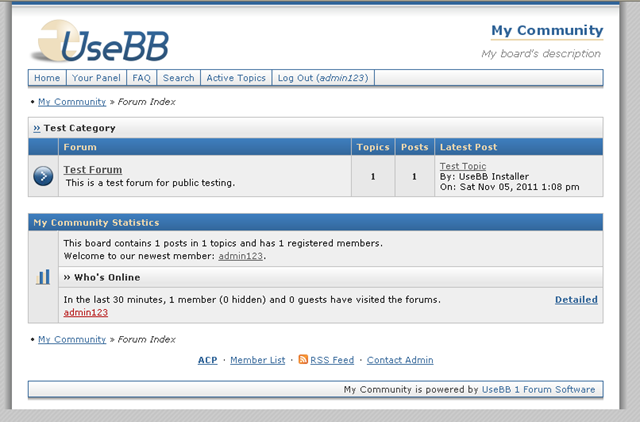 UseBB
My Community
My board's description
Home Your Panel FAQ Search Active Topics Log Out (admin123)
• My Community » Forum Index
» Test Category
Forum Topics Posts Latest Post
Test Forum
This is a test forum for public testing.
1 1
Test Topic
By: UseBB Installer
On: Sat Nov 05, 2011 1:08 pm
My Community Statistics
This board contains 1 posts in 1 topics and has 1 registered members.
Welcome to our newest member: admin123.
» Who's Online
In the last 30 minutes, 1 member (0 hidden) and 0 guests have visited the forums. Detailed
admin123
• My Community » Forum Index
ACP · Member List · RSS Feed · Contact Admin
My Community is powered by UseBB 1 Forum Software